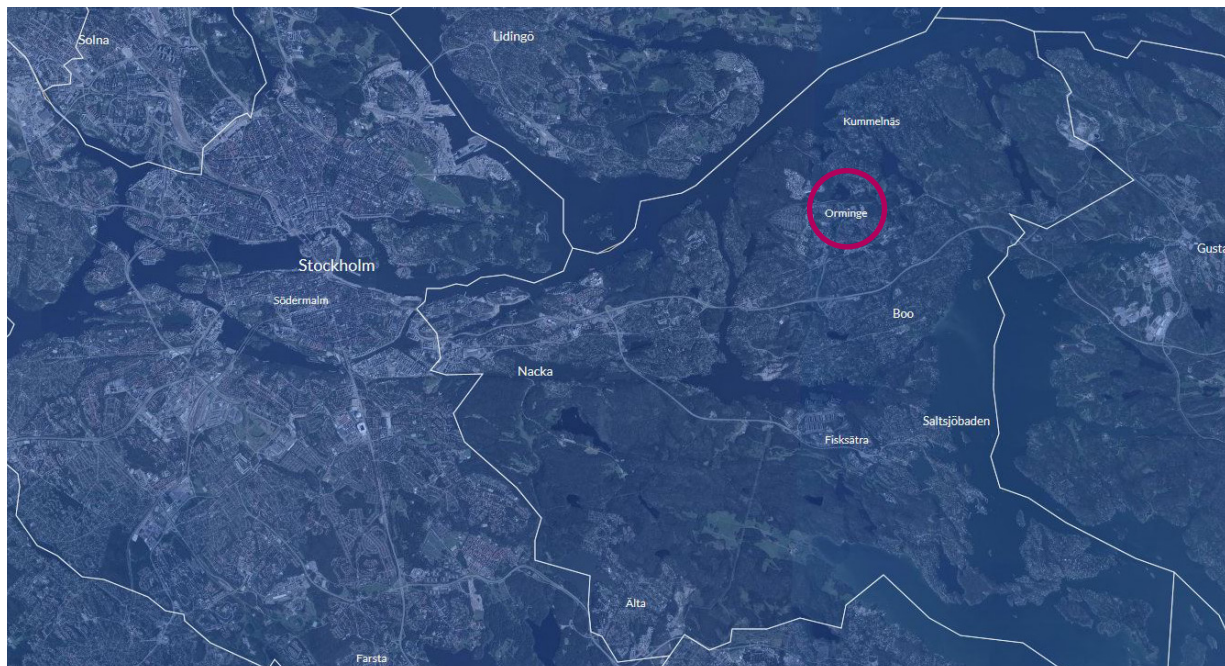 Solna
Lidingö
Kummelnäs
Orminge
Gusta
Stockholm
Södermalm
Boo
Nacka
Saltsjöbaden
Fisksätra
Älta
Farsta